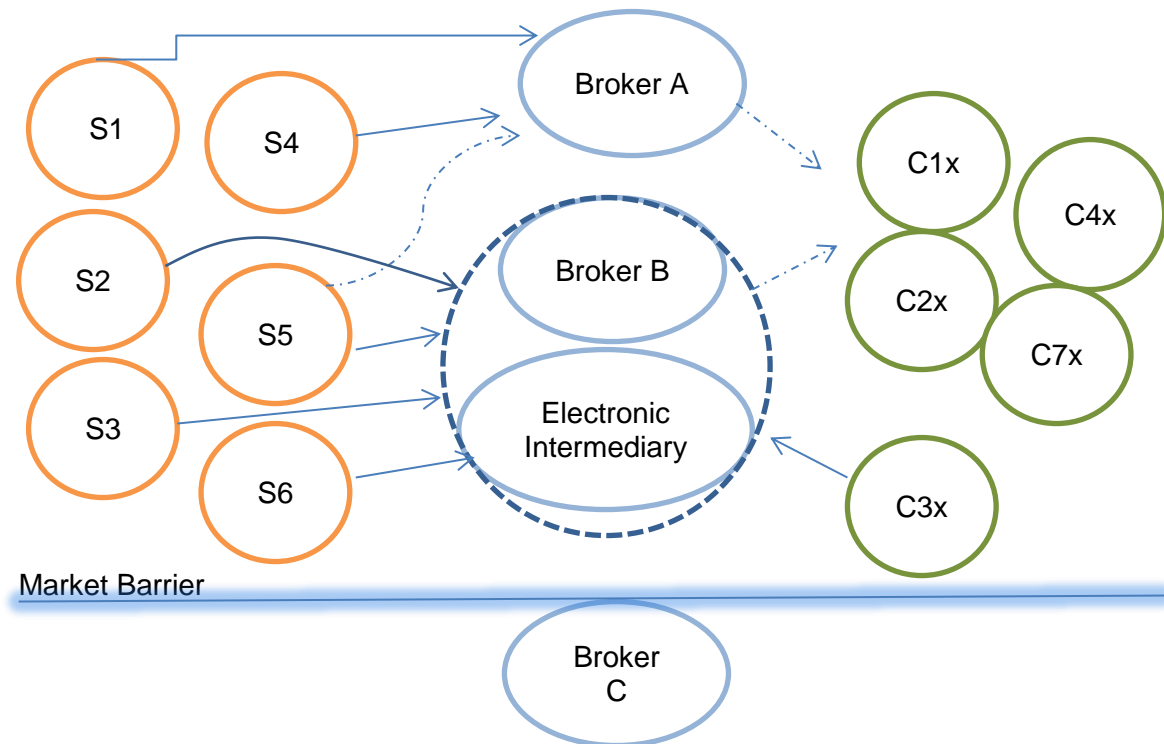 Broker A
S1
S4
C1x
C4x
S2
Broker B
S5
C2x
C7x
S3
Electronic
Intermediary
S6
C3x
Market Barrier
Broker
C